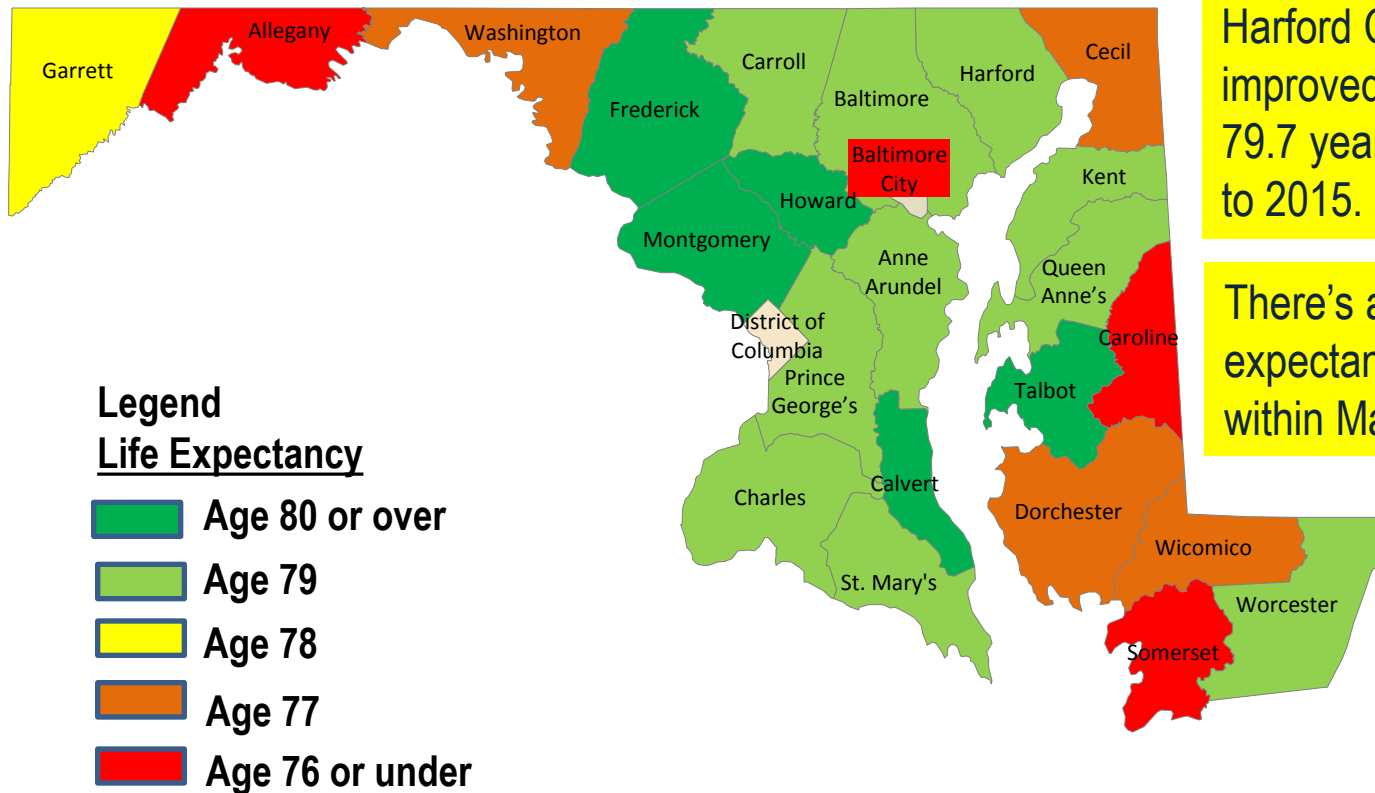 Garrett
Allegany
Washington
Frederick
Carroll
Baltimore
Harford
Cecil
Baltimore
City
Howard
Montgomery
Kent
Anne
Arundel
Queen
Anne's
District of
Columbia
Prince
George's
Caroline
Talbot
Charles
Calvert
Dorchester
St. Mary's
Wicomico
Worcester
Somerset
Legend
Life Expectancy
Age 80 or over
Age 79
Age 78
Age 77
Age 76 or under
Harford
improved
79.7
to 2015.
There's
within